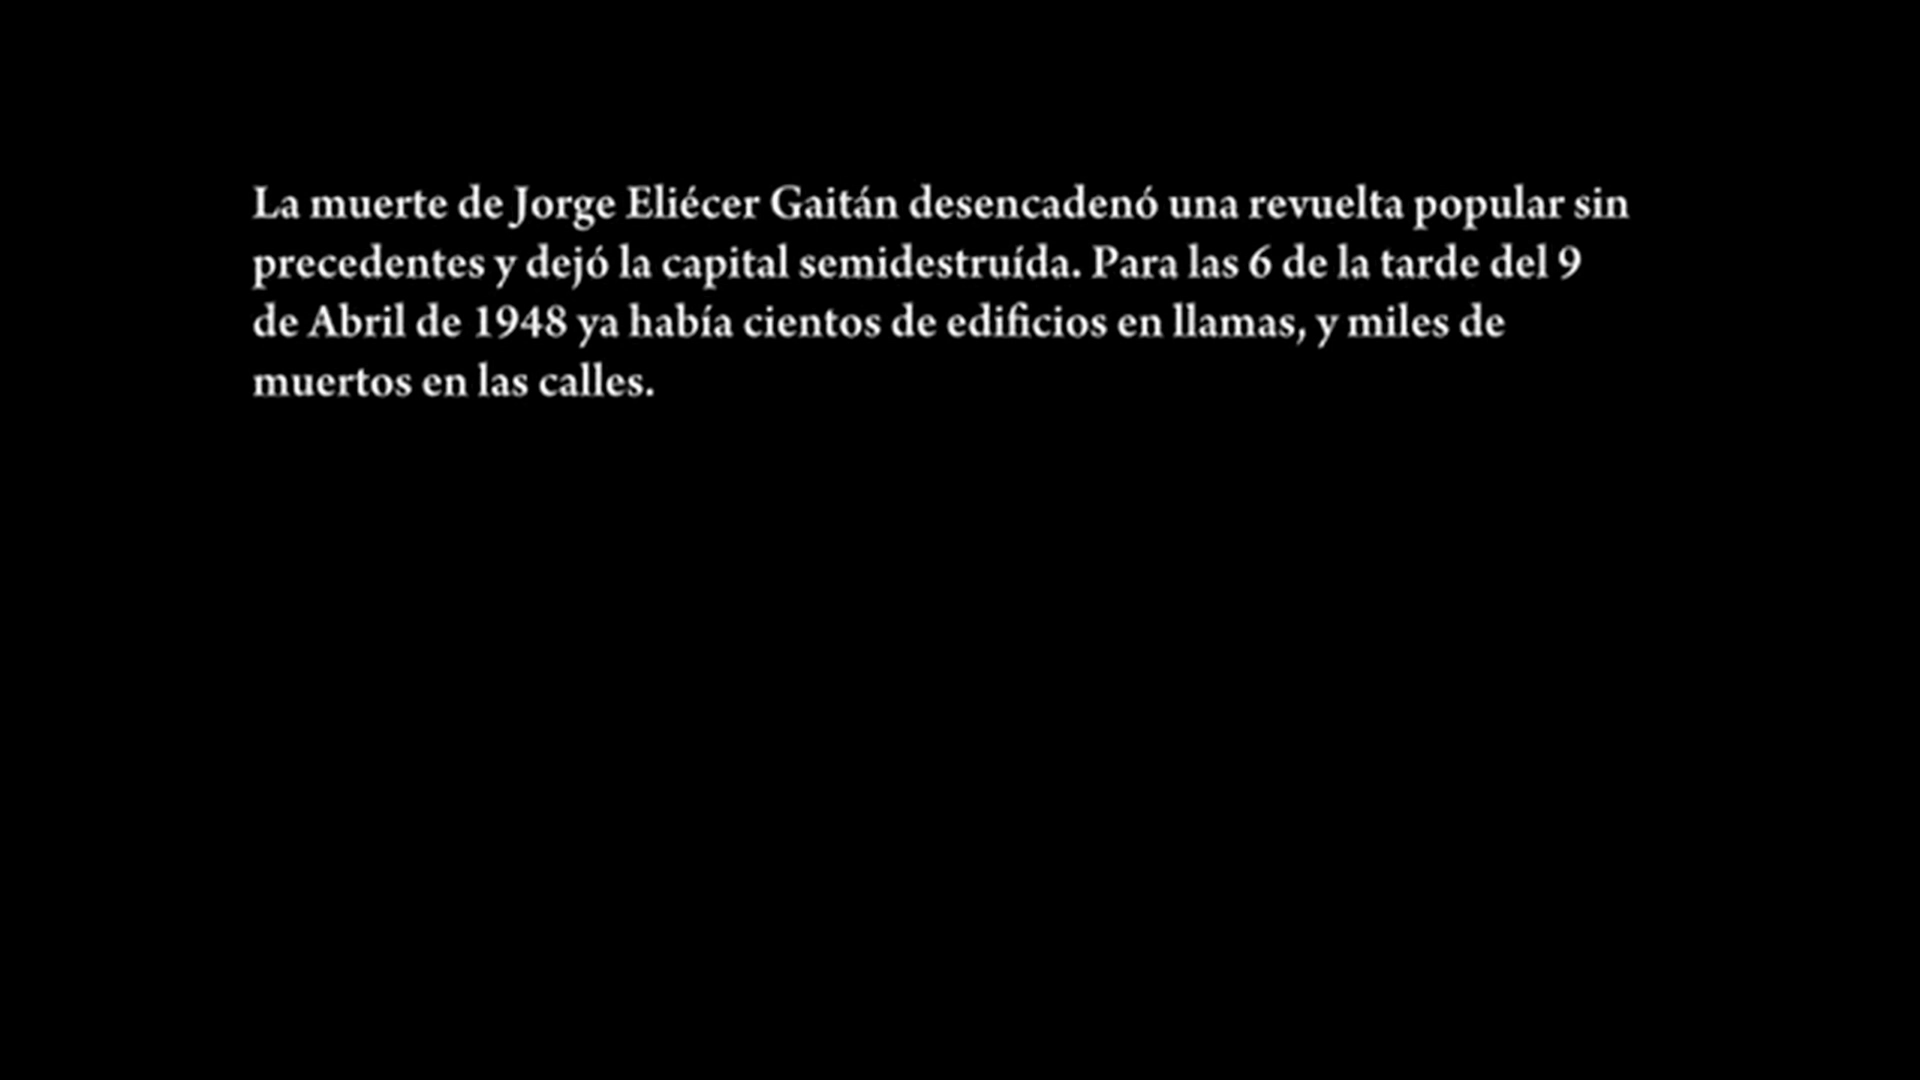 La muerte de Jorge Eliécer Gaitán desencadenó una revuelta popular sin
precedentes y dejó la capital semidestruída. Para las 6 de la tarde del 9
de Abril de 1948 ya había cientos de edificios en llamas, y miles de
muertos en las calles.